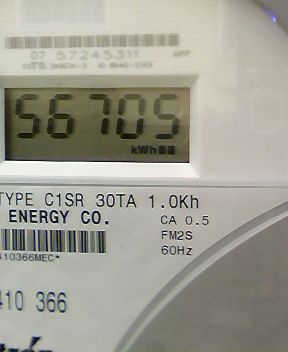 07 57245311
56705
kWh
TYPE C1SR 30TA 1.0Kh
ENERGY CO.
CA 0.5
FM2S
60Hz
410366MEC*
410 366